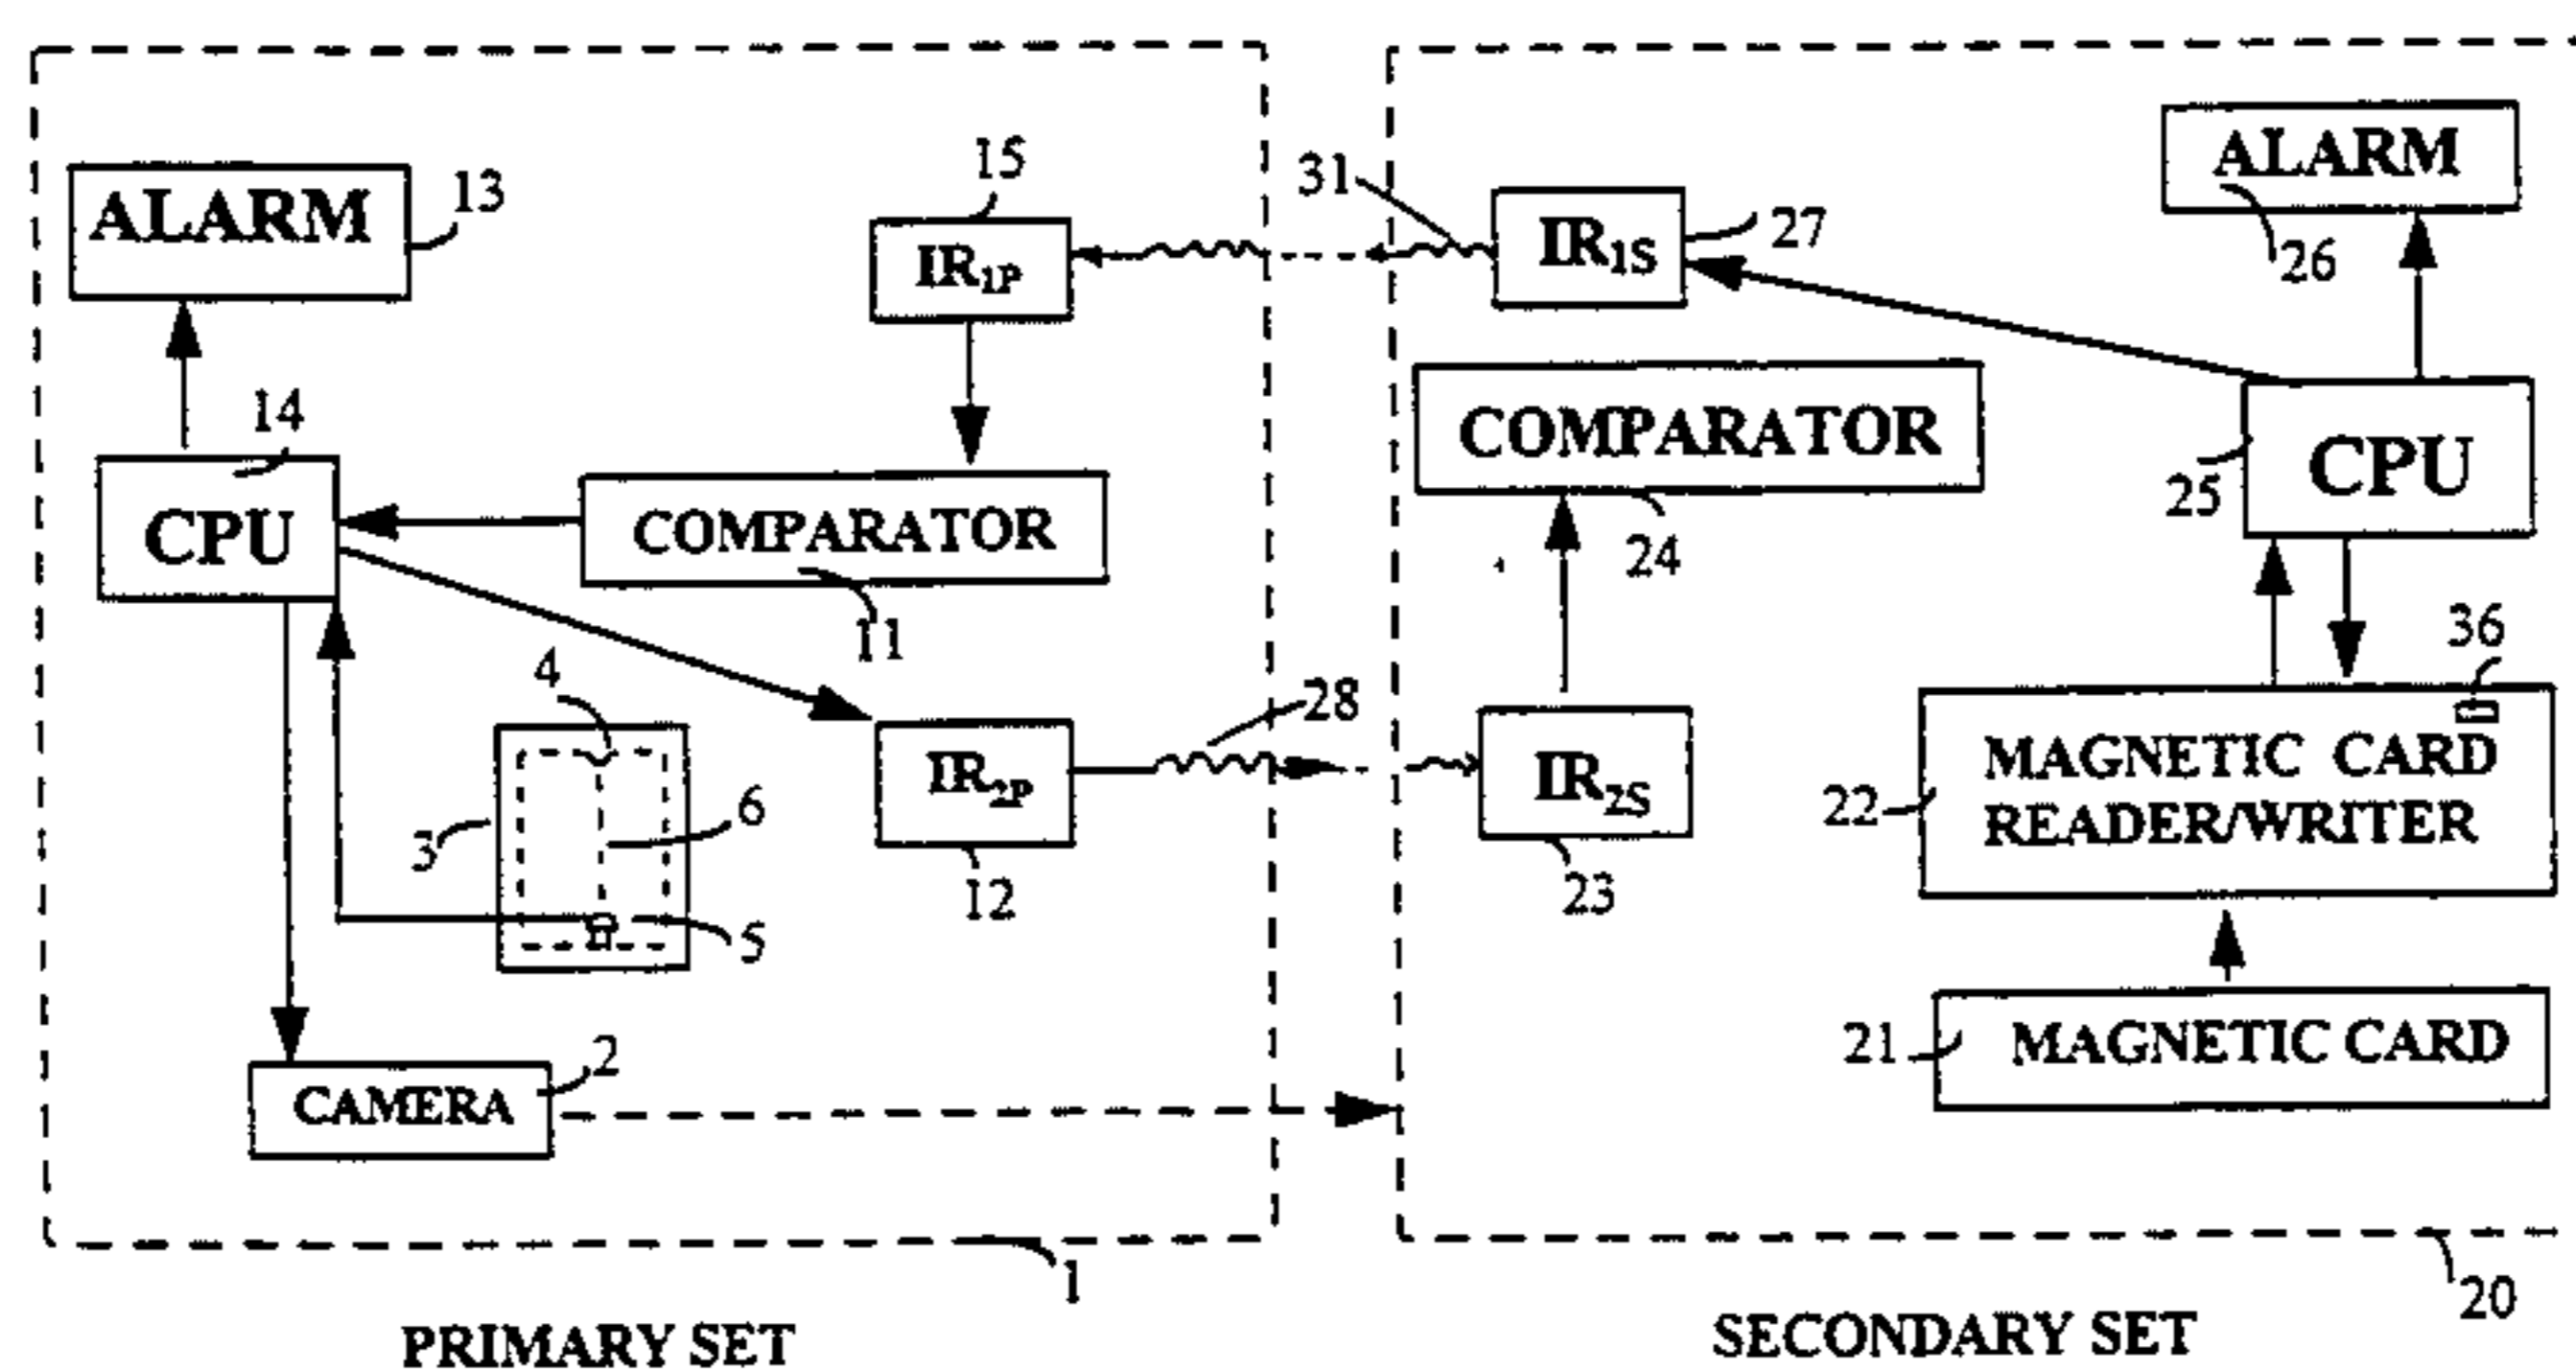 ALARM
13
15
IR1P
14
CPU
COMPARATOR
11
4
3
6
5
IR2P
12
28
CAMERA
2
1
PRIMARY SET
31
IR1S
27
ALARM
26
COMPARATOR
24
CPU
25
36
IR2S
23
22
MAGNETIC CARD
READER/WRITER
21
MAGNETIC CARD
20
SECONDARY SET